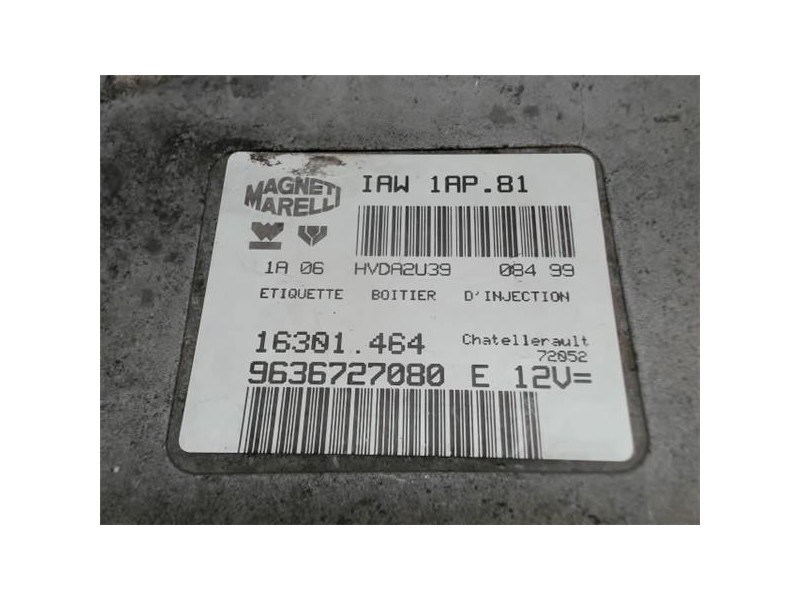 MAGNETI
MARELLI
IAW 1AP.81
1A 06 HVDA2U39 084 99
ETIQUETTE BOITIER D'INJECTION
16301.464 Chatellerault
72052
9636727080 E 12V=